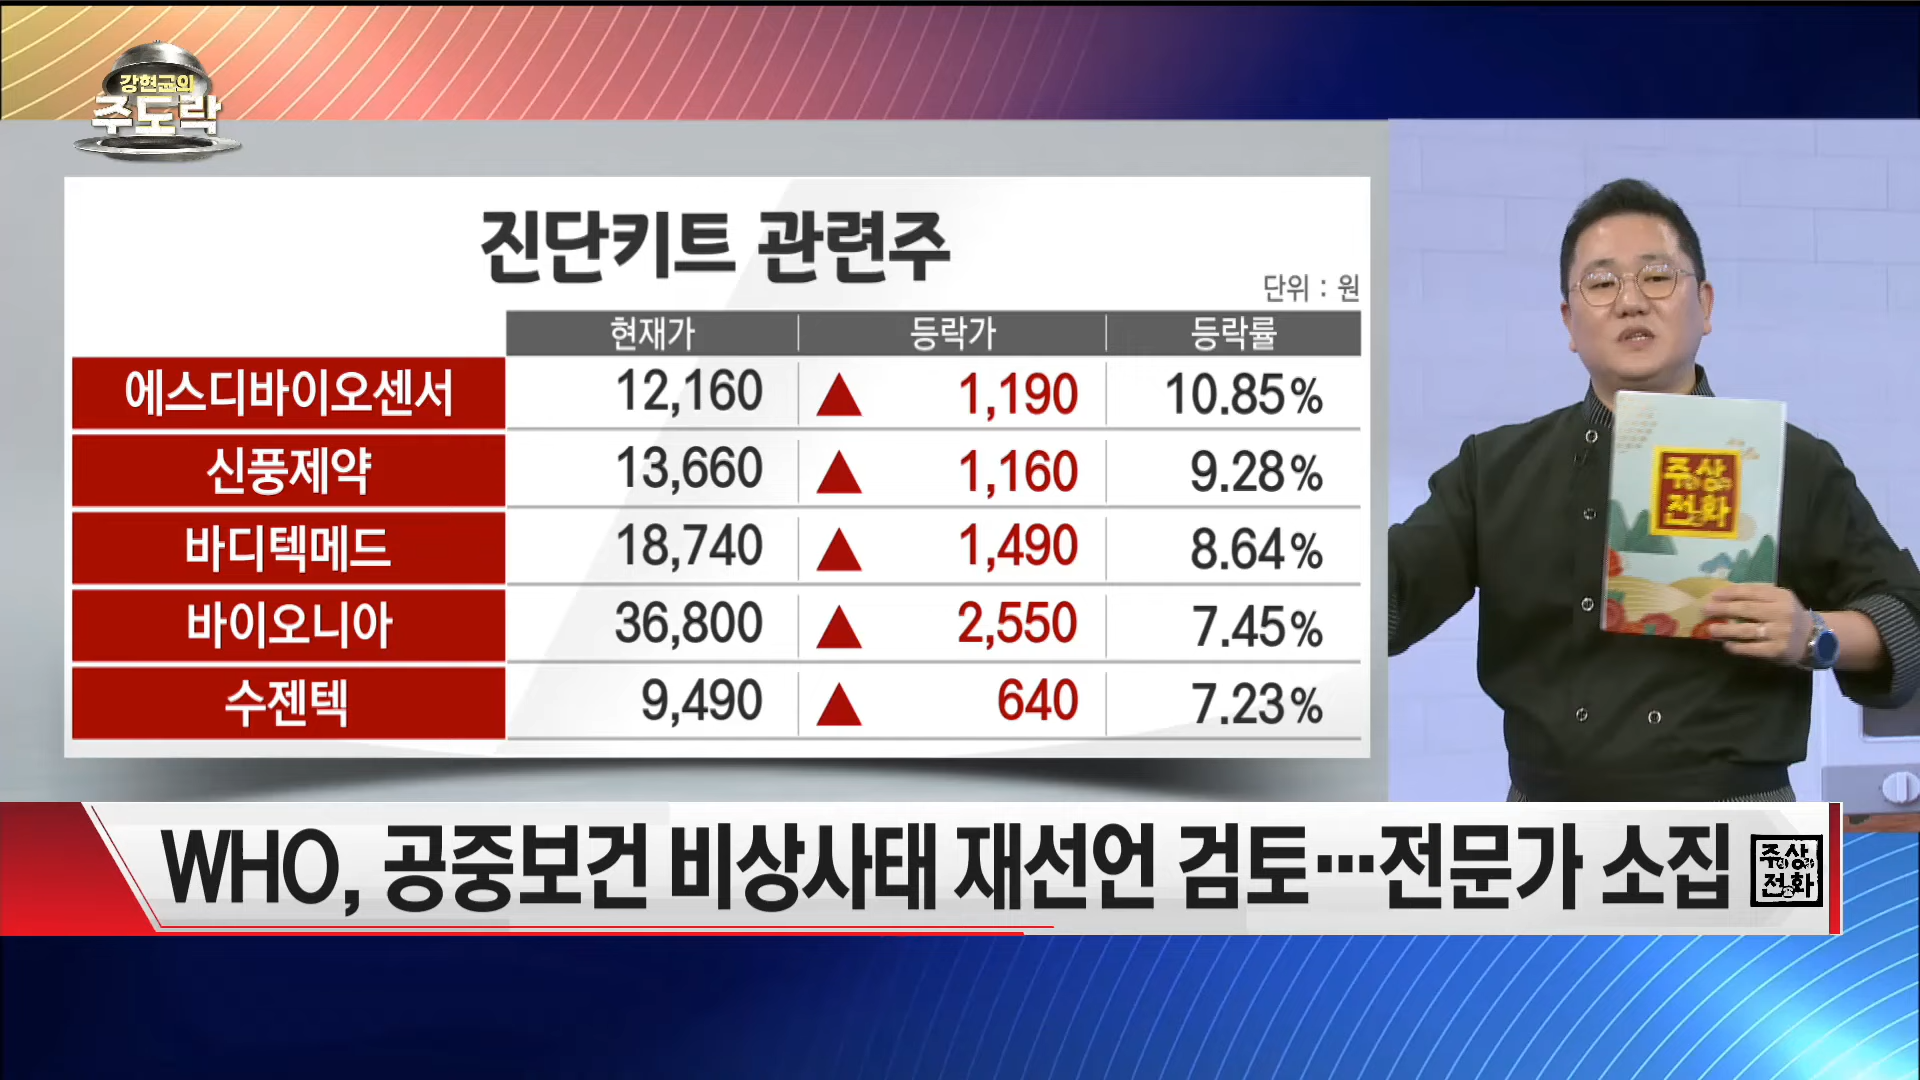 강현균의
주도락
진단키트 관련주
단위 : 원
현재가 등락가 등락률
에스디바이오센서 12,160 ▲ 1,190 10.85%
신풍제약 13,660 ▲ 1,160 9.28%
바디텍메드 18,740 ▲ 1,490 8.64%
바이오니아 36,800 ▲ 2,550 7.45%
수젠텍 9,490 ▲ 640 7.23%
주상
전화
WHO, 공중보건 비상사태 재선언 검토…전문가 소집
주상
전화